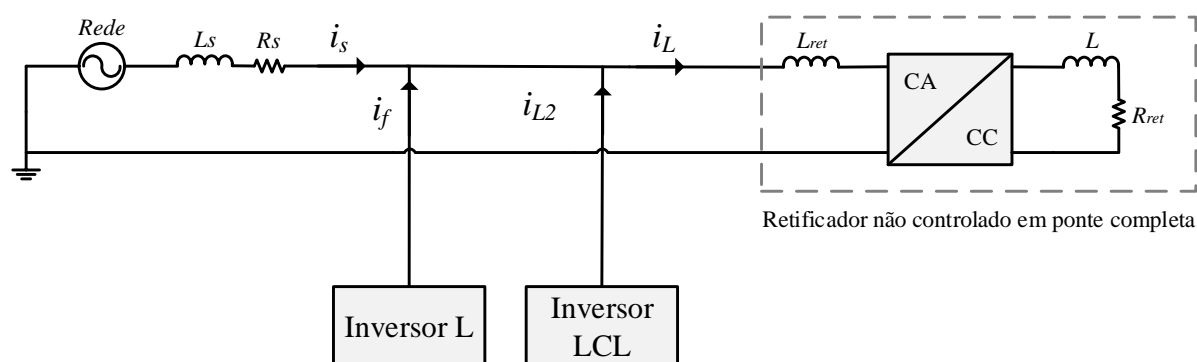 Rede
Ls
Rs
is
iL
Lret
L
if
iL2
CA
CC
Rret
Retificador não controlado em ponte completa
Inversor L
Inversor
LCL